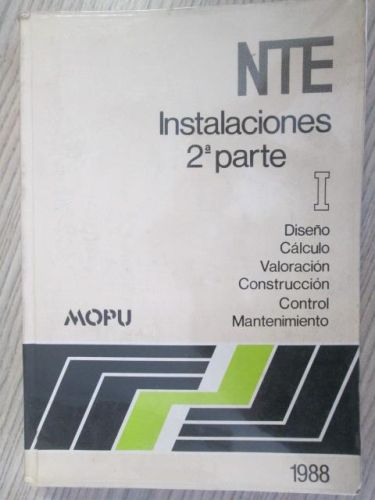 NTE
Instalaciones
2ª parte
I
Diseño
Cálculo
Valoración
Construcción
Control
Mantenimiento
MOPU
1988